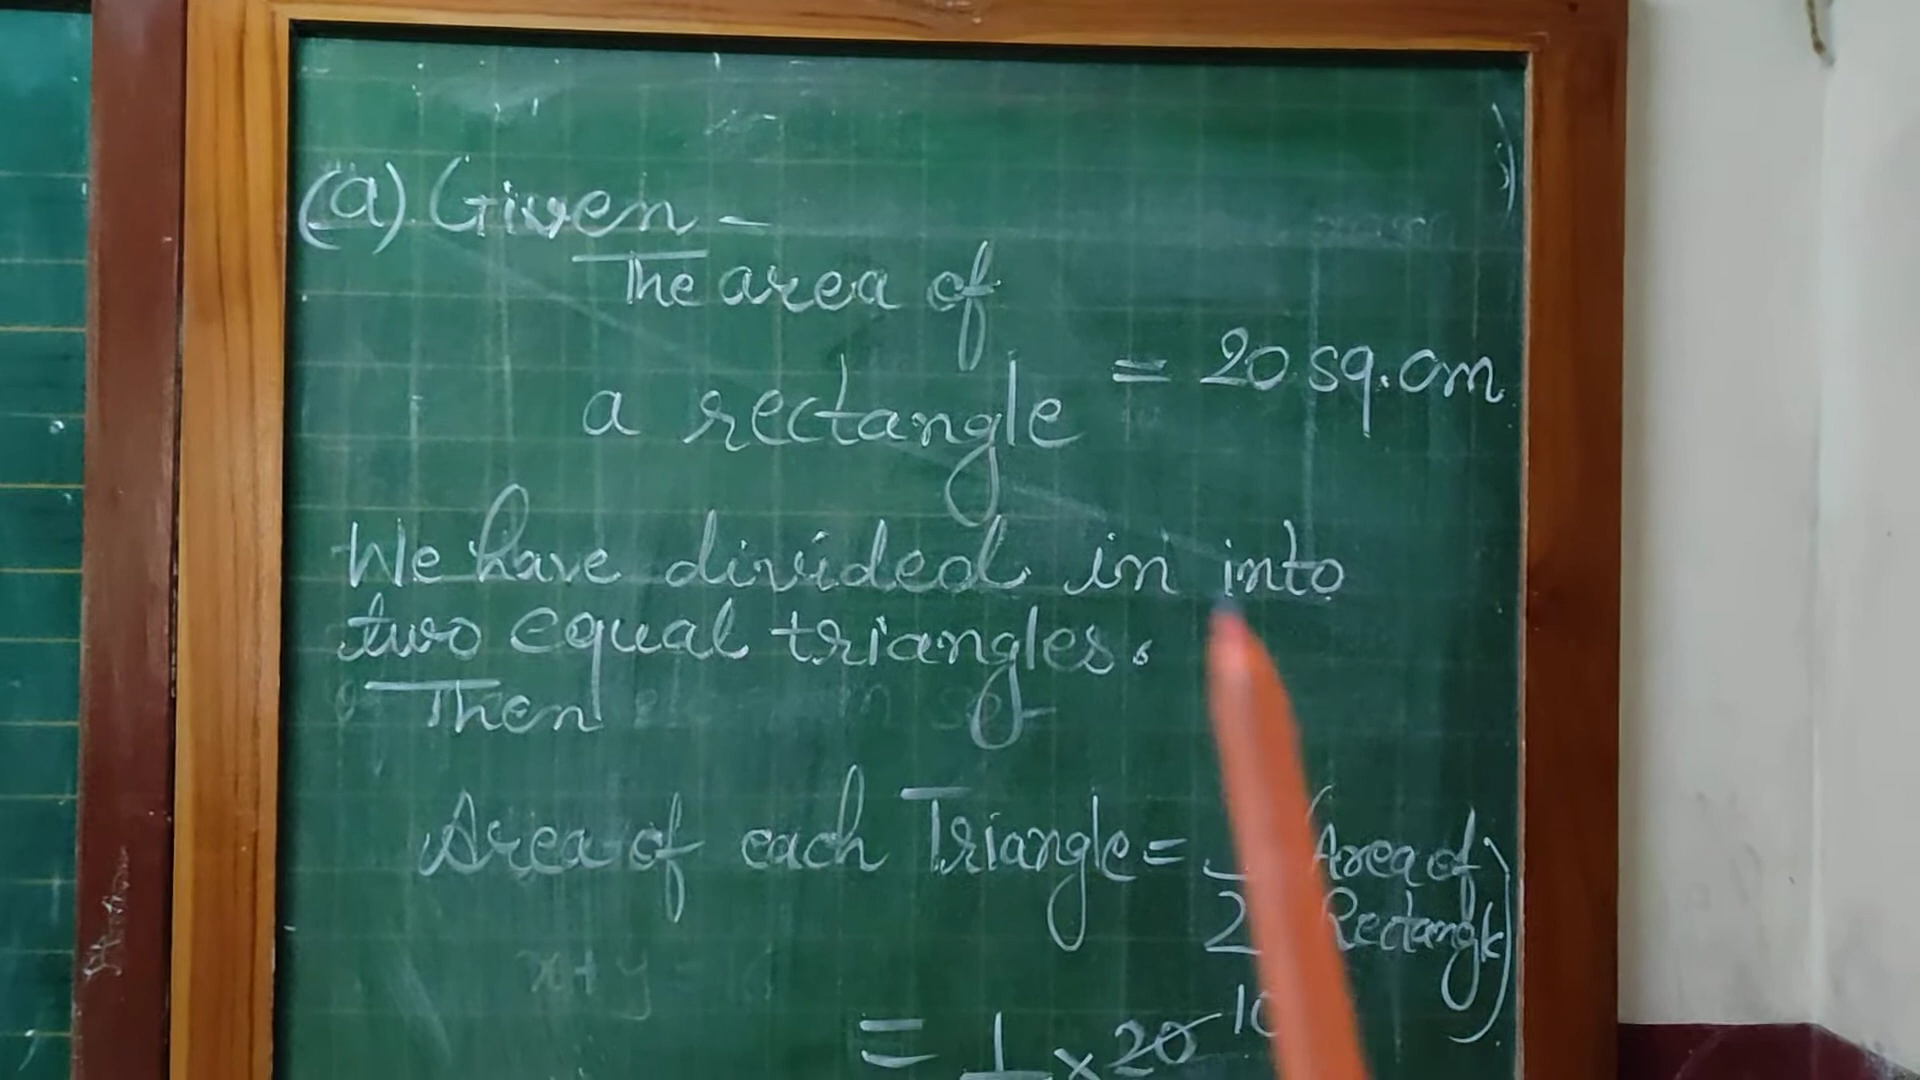 (a) Given -
The area of
a rectangle = 20 sq.cm
We have divided in into
two equal triangles.
Then
Area of each Triangle = 2 (Area of
Rectangle)
x + y =
= 1 × 20 10